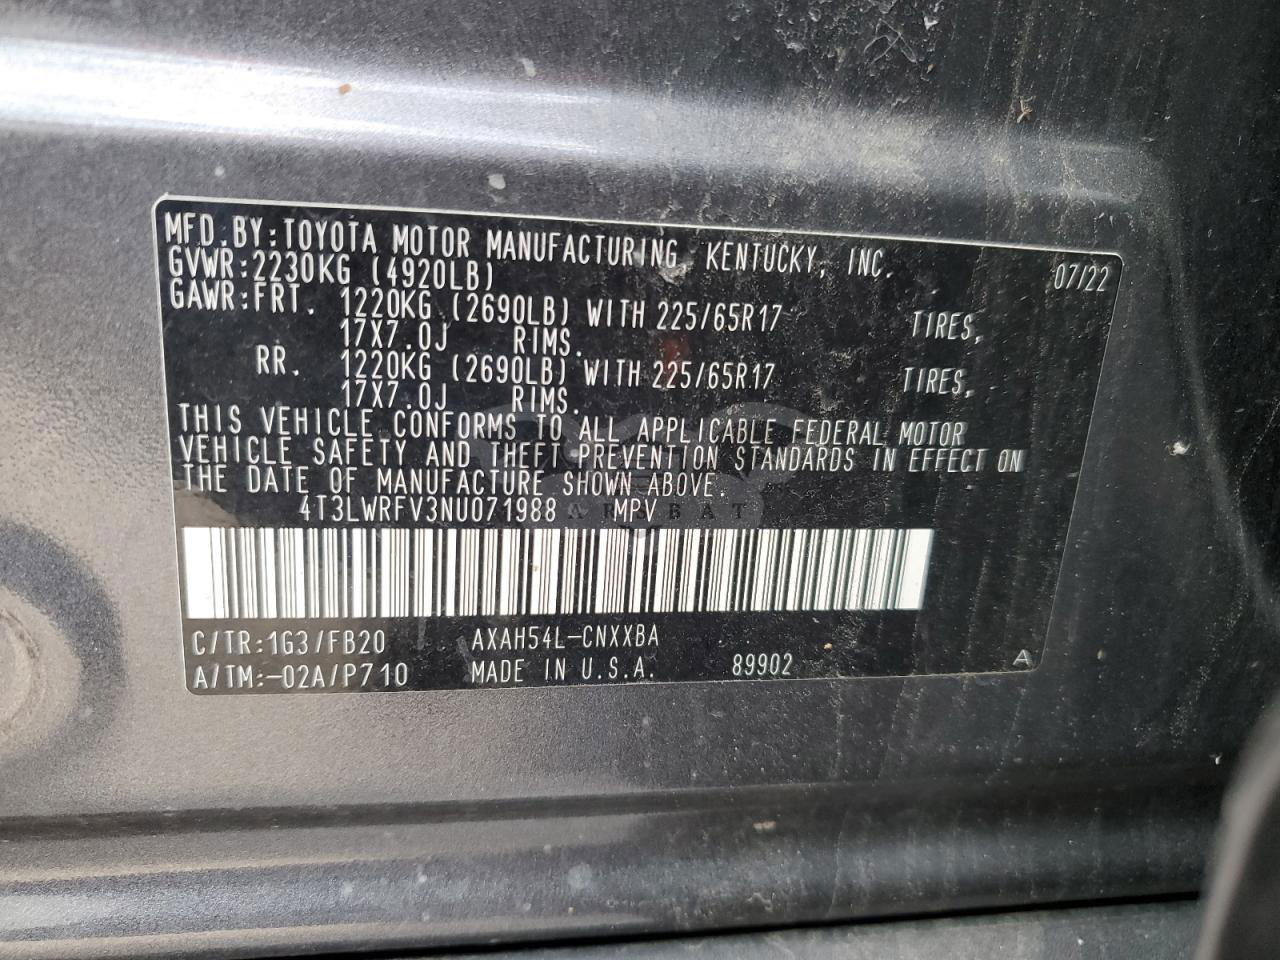 MFD.BY:TOYOTA MOTOR MANUFACTURING, KENTUCKY, INC. 07/22
GVWR:2230KG (4920LB)
GAWR:FRT. 1220KG (2690LB) WITH 225/65R17 TIRES,
17X7.0J RIMS.
RR. 1220KG (2690LB) WITH 225/65R17 TIRES,
17X7.0J RIMS.
THIS VEHICLE CONFORMS TO ALL APPLICABLE FEDERAL MOTOR
VEHICLE SAFETY AND THEFT PREVENTION STANDARDS IN EFFECT ON
THE DATE OF MANUFACTURE SHOWN ABOVE.
4T3LWRFV3NU071988 MPV
C/TR:1G3/FB20 AXAH54L-CNXXBA
A/TM:-02A/P710 MADE IN U.S.A. 89902 A